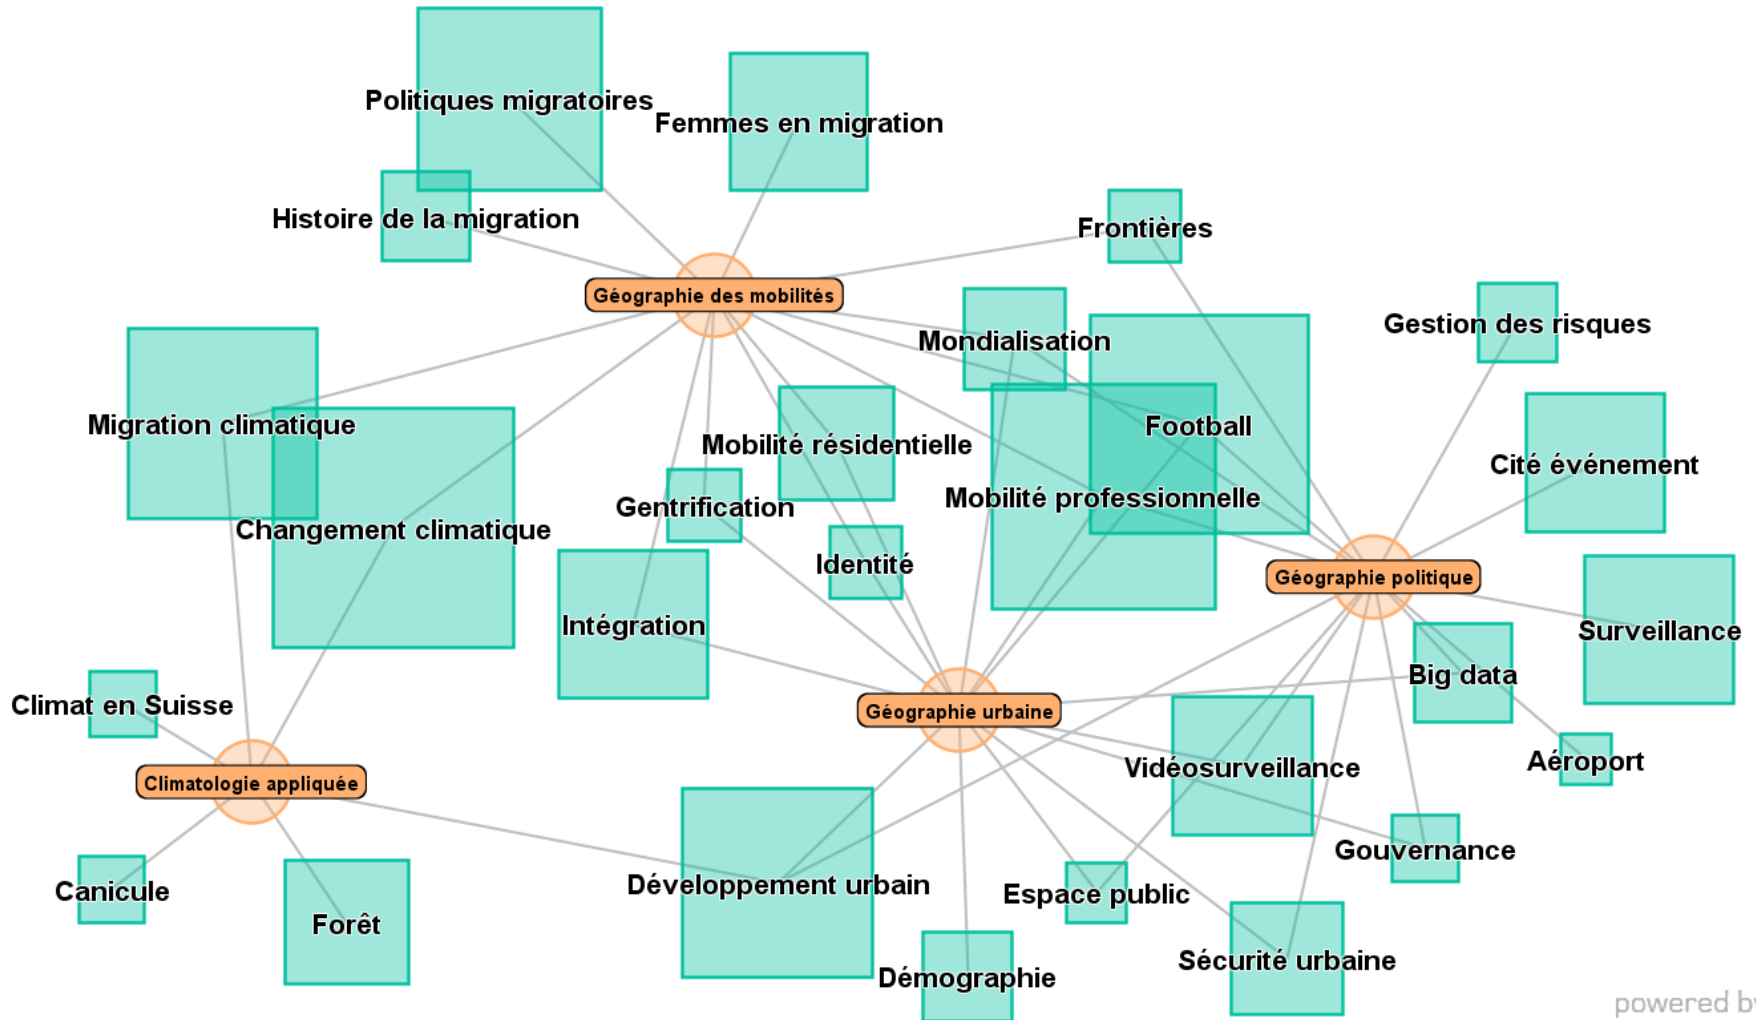 Politiques migratoires
Femmes en migration
Histoire de la migration
Frontières
Géographie des mobilités
Gestion des risques
Mondialisation
Migration climatique
Football
Mobilité résidentielle
Cité événement
Mobilité professionnelle
Gentrification
Changement climatique
Identité
Géographie politique
Intégration
Surveillance
Big data
Climat en Suisse
Géographie urbaine
Aéroport
Vidéosurveillance
Climatologie appliquée
Gouvernance
Développement urbain
Canicule
Espace public
Forêt
Sécurité urbaine
Démographie
powered by